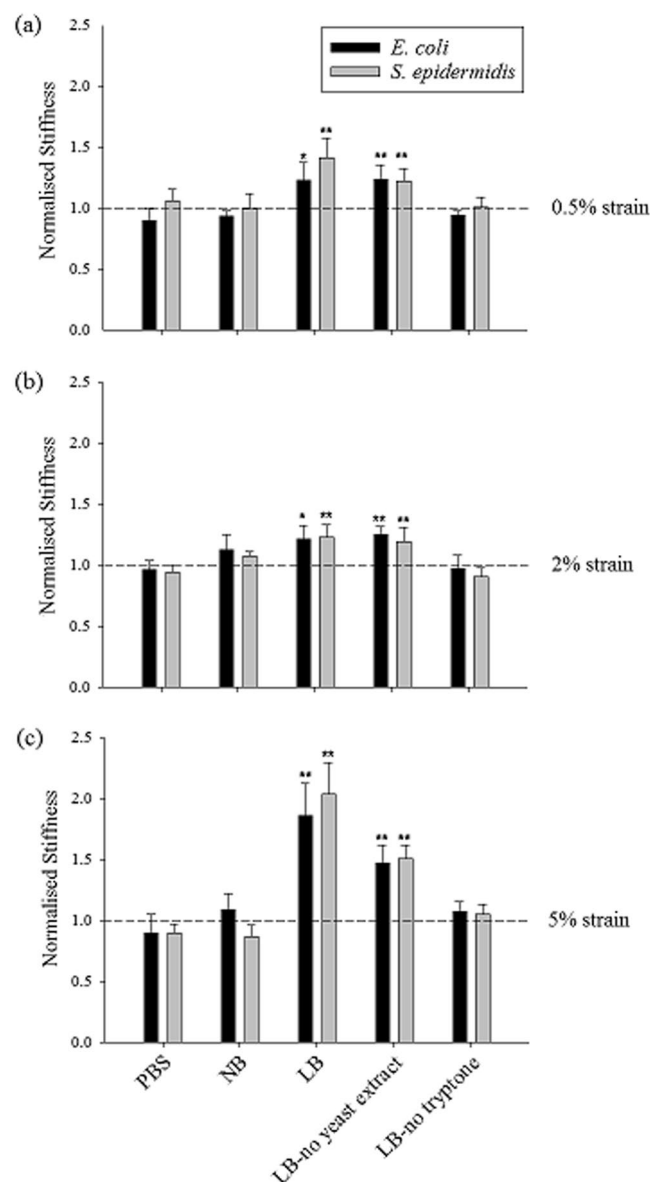 (a)
2.5
2.0
1.5
1.0
0.5
0.0
Normalised Stiffness
E. coli
S. epidermidis
*
**
**
**
0.5% strain
(b)
2.5
2.0
1.5
1.0
0.5
0.0
Normalised Stiffness
*
**
**
**
2% strain
(c)
2.5
2.0
1.5
1.0
0.5
0.0
Normalised Stiffness
**
**
**
**
5% strain
PBS
NB
LB
LB-no yeast extract
LB-no tryptone